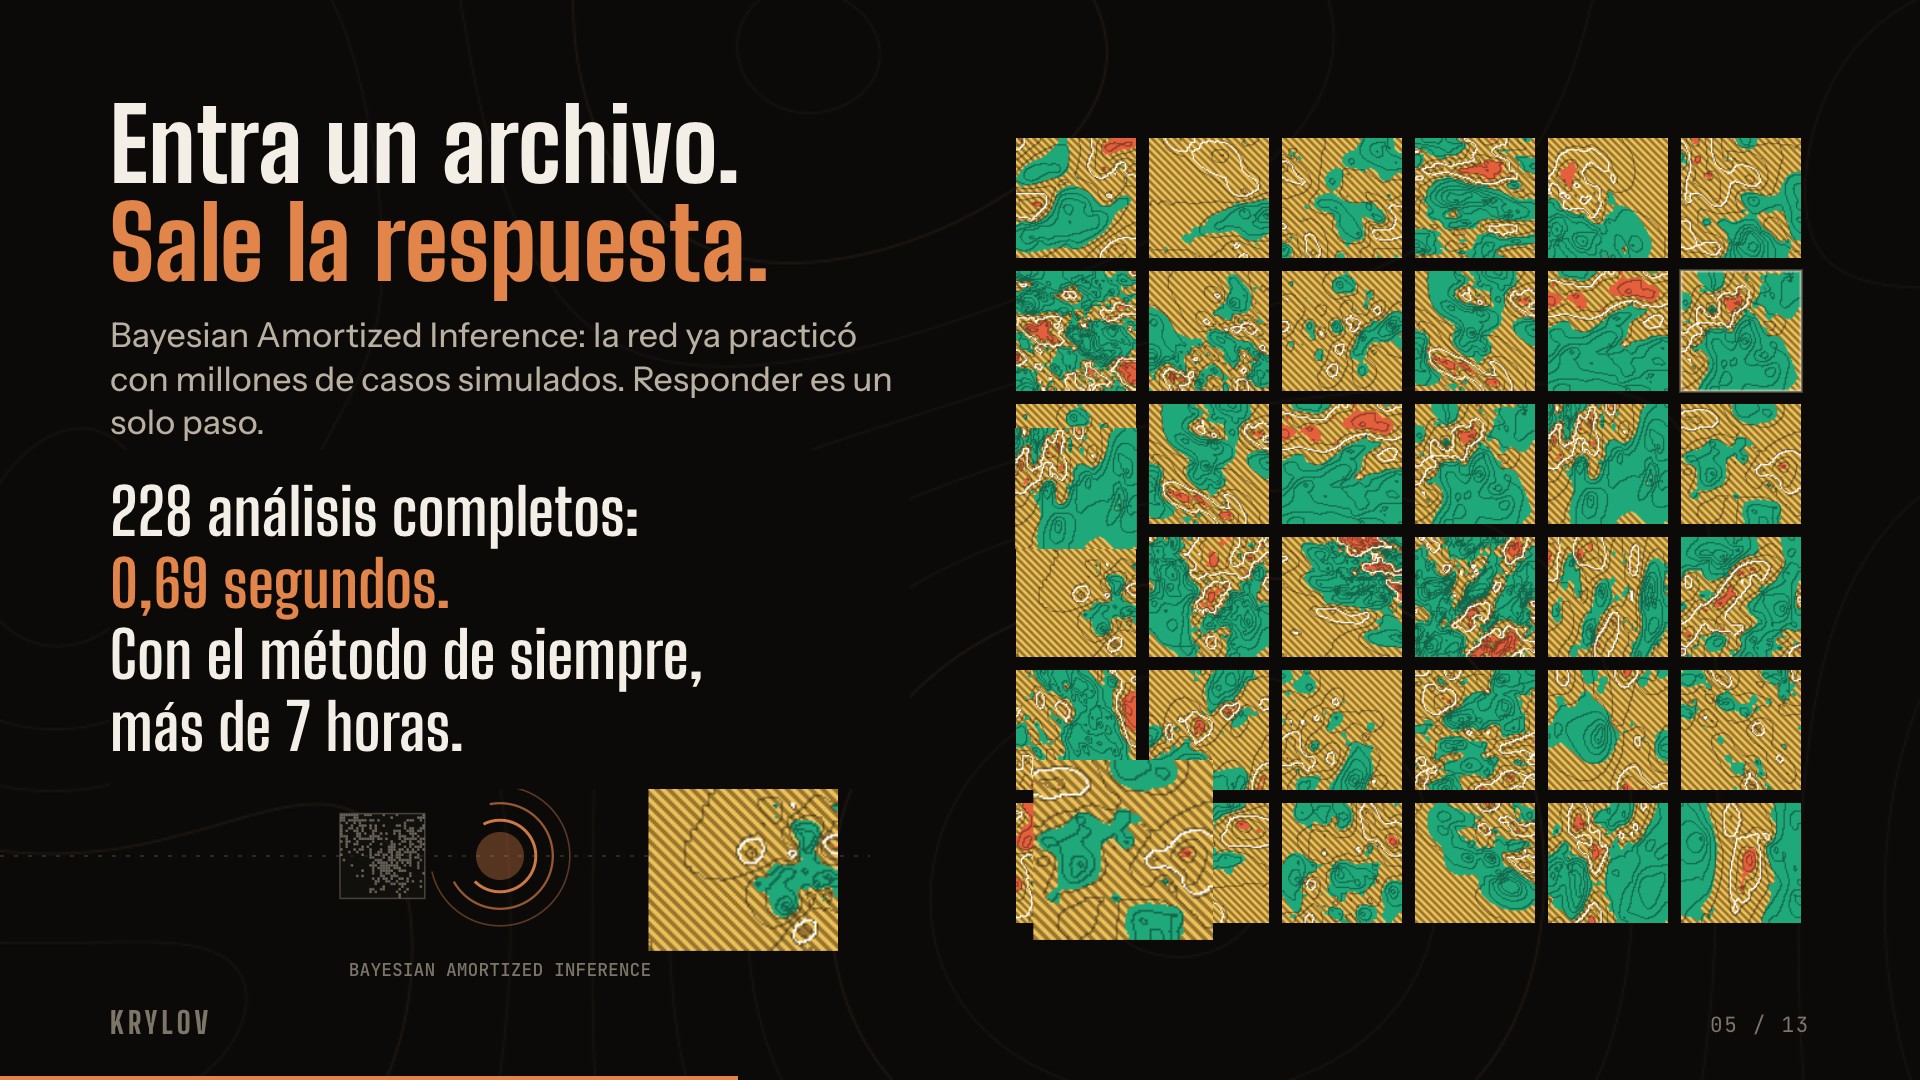 Entra un archivo.
Sale la respuesta.
Bayesian Amortized Inference: la red ya practicó
con millones de casos simulados. Responder es un
solo paso.
228 análisis completos:
0,69 segundos.
Con el método de siempre,
más de 7 horas.
BAYESIAN AMORTIZED INFERENCE
KRYLOV
05 / 13